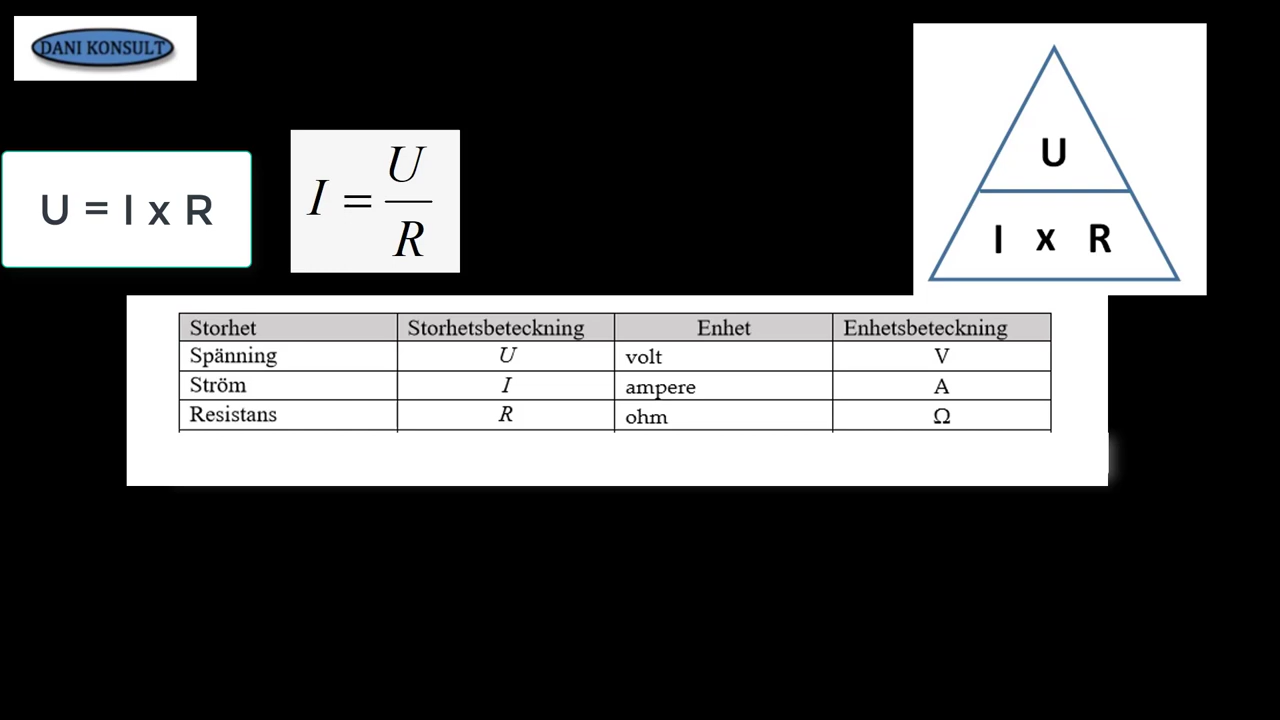 DANI KONSULT
U = I x R
I = U / R
U
I x R
Storhet Storhetsbeteckning Enhet Enhetsbeteckning
Spänning U volt V
Ström I ampere A
Resistans R ohm Ω